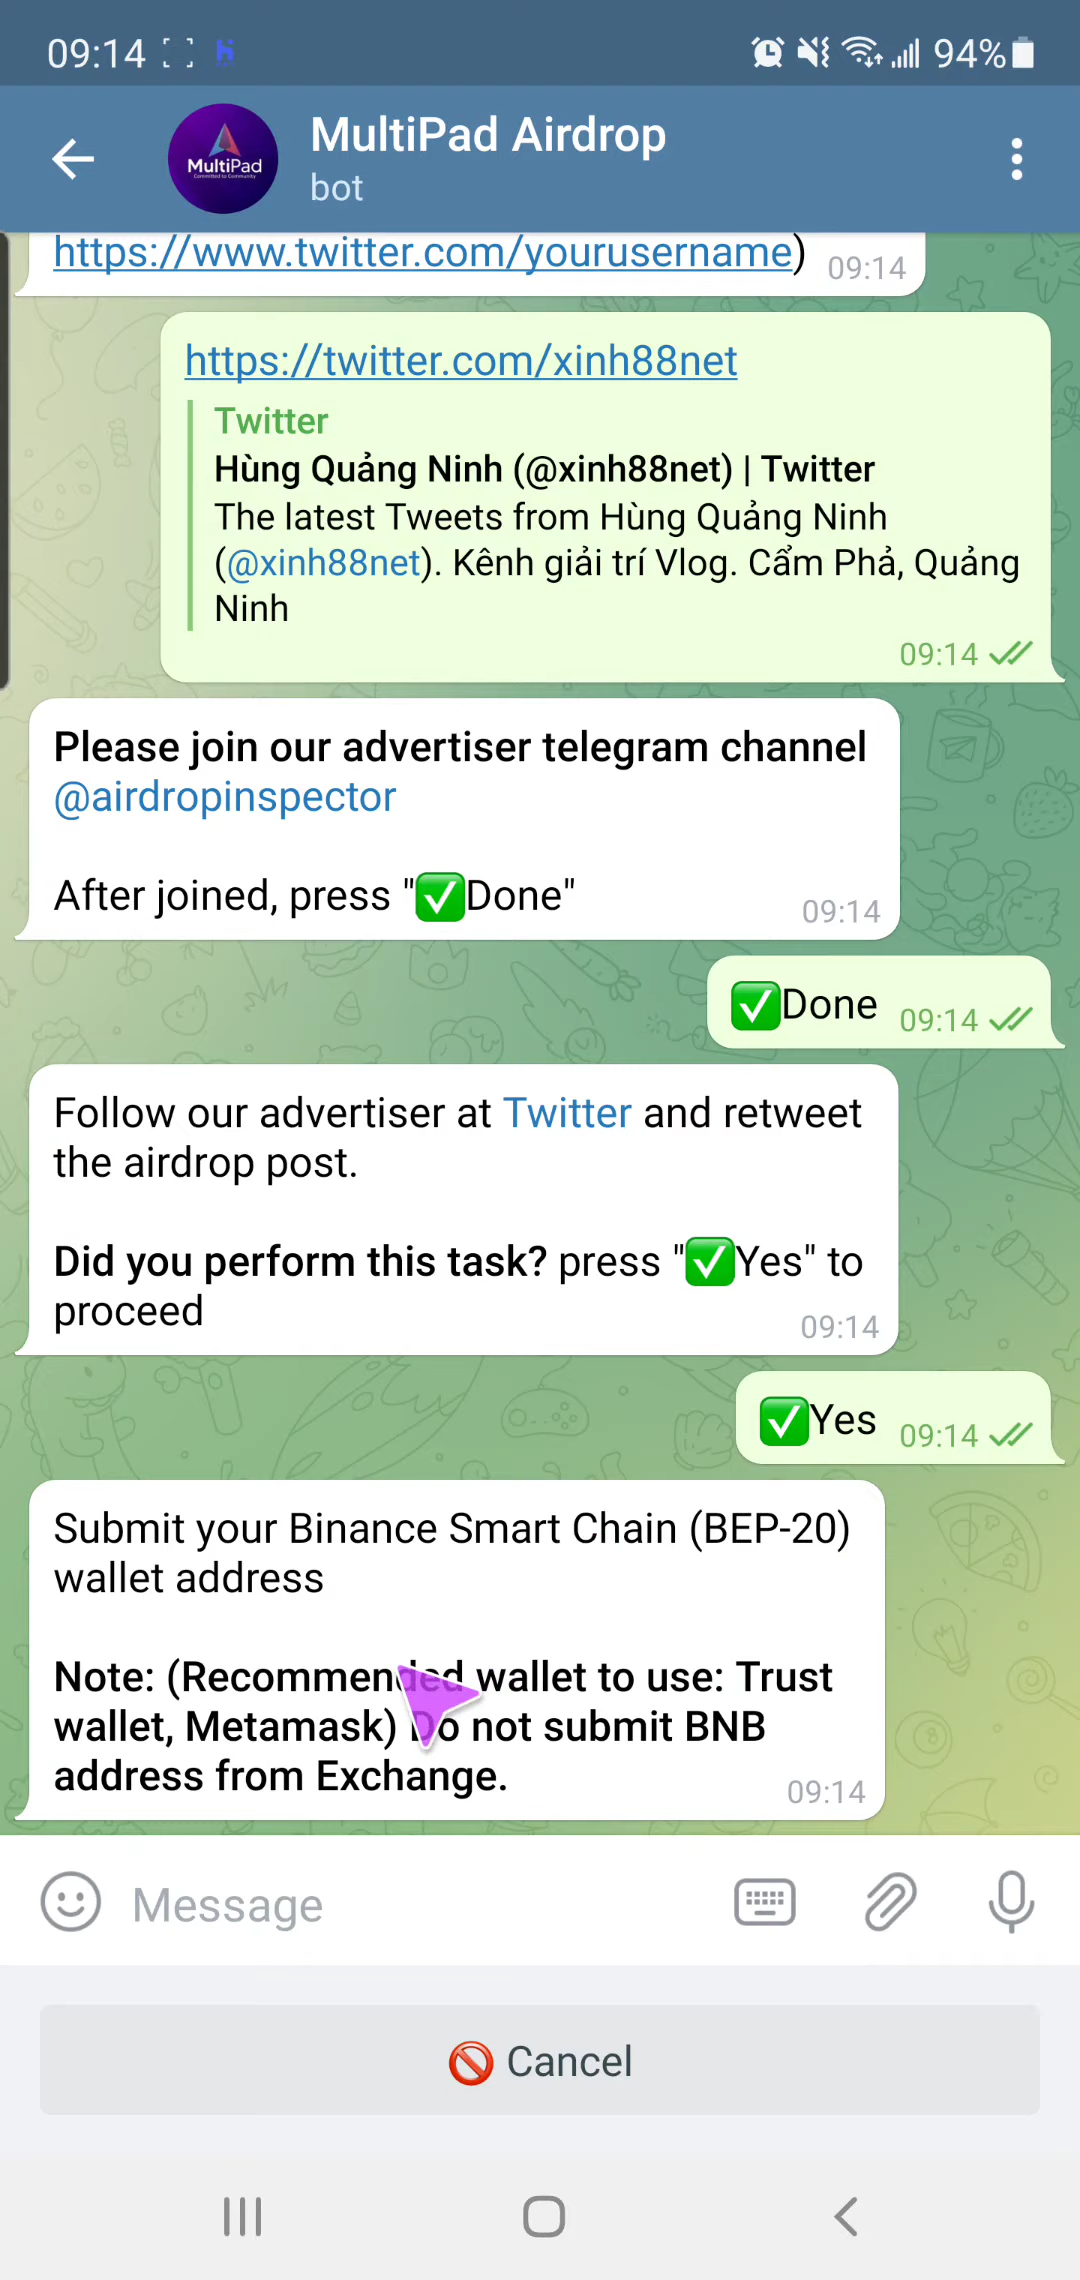 09:14
94%
MultiPad
Committed to Community
MultiPad Airdrop
bot
https://www.twitter.com/yourusername) 09:14
https://twitter.com/xinh88net
Twitter
Hùng Quảng Ninh (@xinh88net) | Twitter
The latest Tweets from Hùng Quảng Ninh
(@xinh88net). Kênh giải trí Vlog. Cẩm Phả, Quảng
Ninh
09:14
Please join our advertiser telegram channel
@airdropinspector
After joined, press "✅Done"
09:14
✅Done 09:14
Follow our advertiser at Twitter and retweet
the airdrop post.
Did you perform this task? press "✅Yes" to
proceed
09:14
✅Yes 09:14
Submit your Binance Smart Chain (BEP-20)
wallet address
Note: (Recommended wallet to use: Trust
wallet, Metamask) Do not submit BNB
address from Exchange.
09:14
Message
🚫 Cancel